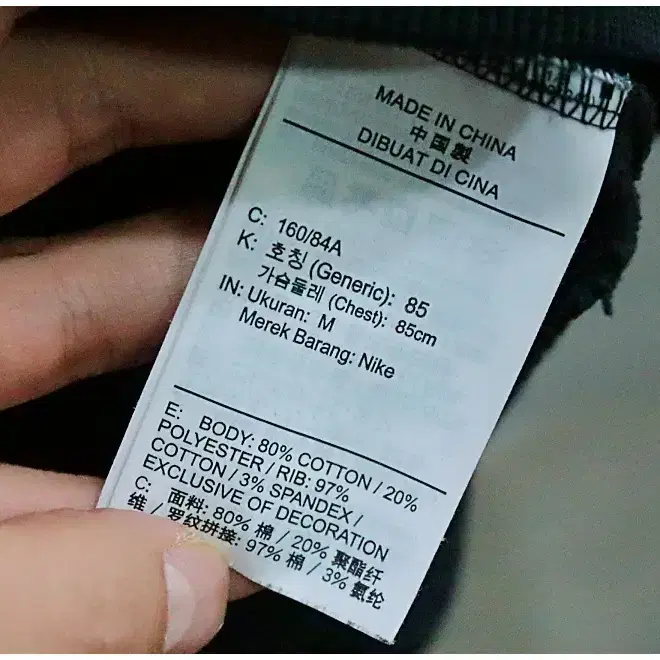 MADE IN CHINA
中国製
DIBUAT DI CINA
C: 160/84A
K: 호칭 (Generic): 85
가슴둘레 (Chest): 85cm
IN: Ukuran: M
Merek Barang: Nike
E: BODY: 80% COTTON / 20%
POLYESTER / RIB: 97%
COTTON / 3% SPANDEX /
EXCLUSIVE OF DECORATION
C: 面料: 80% 棉 / 20% 聚酯纤
维 / 罗纹拼接: 97% 棉 / 3% 氨纶